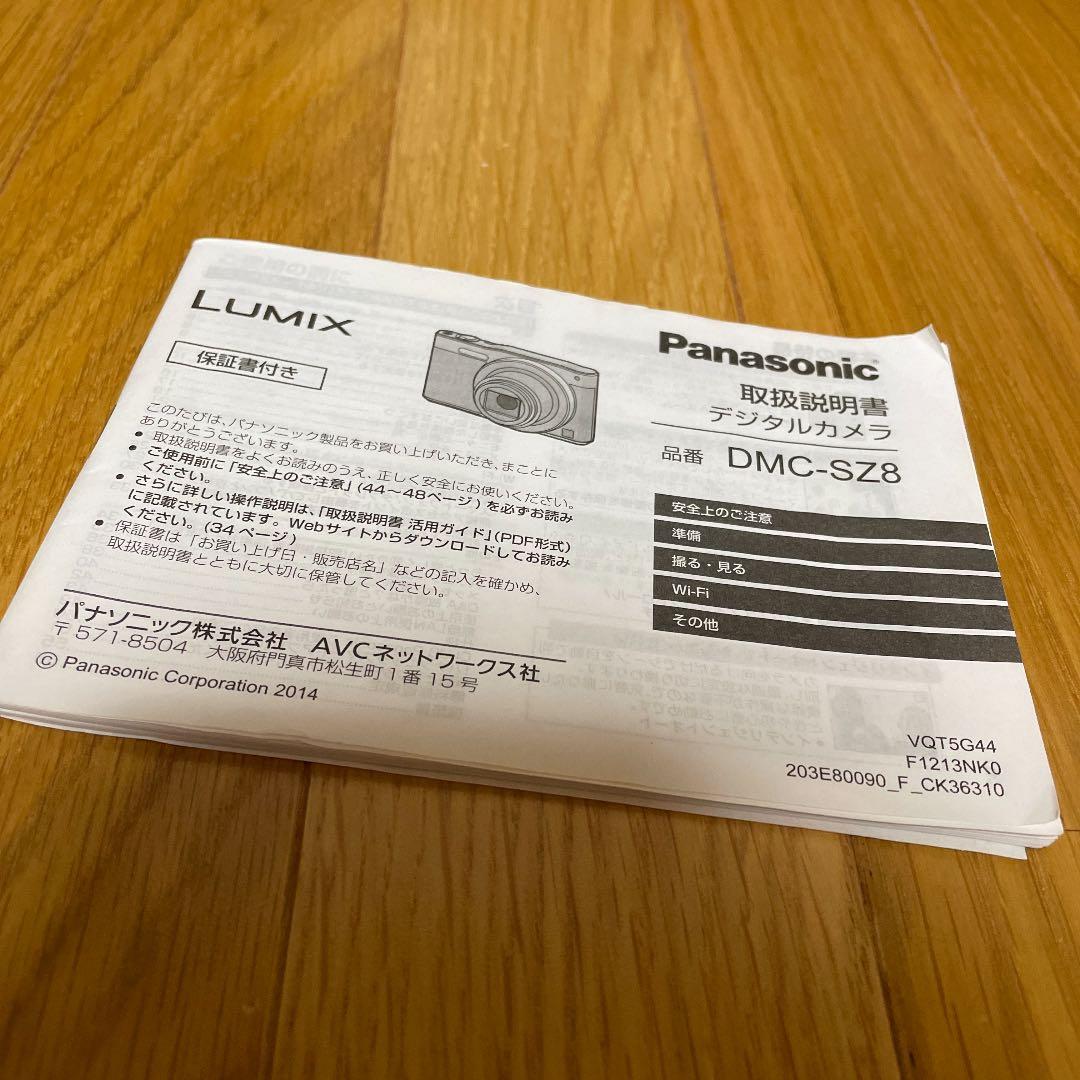 LUMIX
保証書付き
このたびは、パナソニック製品をお買い上げいただき、まことに
ありがとうございます。
● 取扱説明書をよくお読みのうえ、正しく安全にお使いください。
● ご使用前に「安全上のご注意」(44～48ページ)を必ずお読み
ください。
● さらに詳しい操作説明は、「取扱説明書 活用ガイド」(PDF形式)
に記載されています。Webサイトからダウンロードしてお読み
ください。(34ページ)
● 保証書は「お買い上げ日・販売店名」などの記入を確かめ、
取扱説明書とともに大切に保管してください。
パナソニック株式会社 AVCネットワークス社
〒571-8504 大阪府門真市松生町1番15号
© Panasonic Corporation 2014
Panasonic®
取扱説明書
デジタルカメラ
品番 DMC-SZ8
安全上のご注意
準備
撮る・見る
Wi-Fi
その他
VQT5G44
F1213NK0
203E80090_F_CK36310